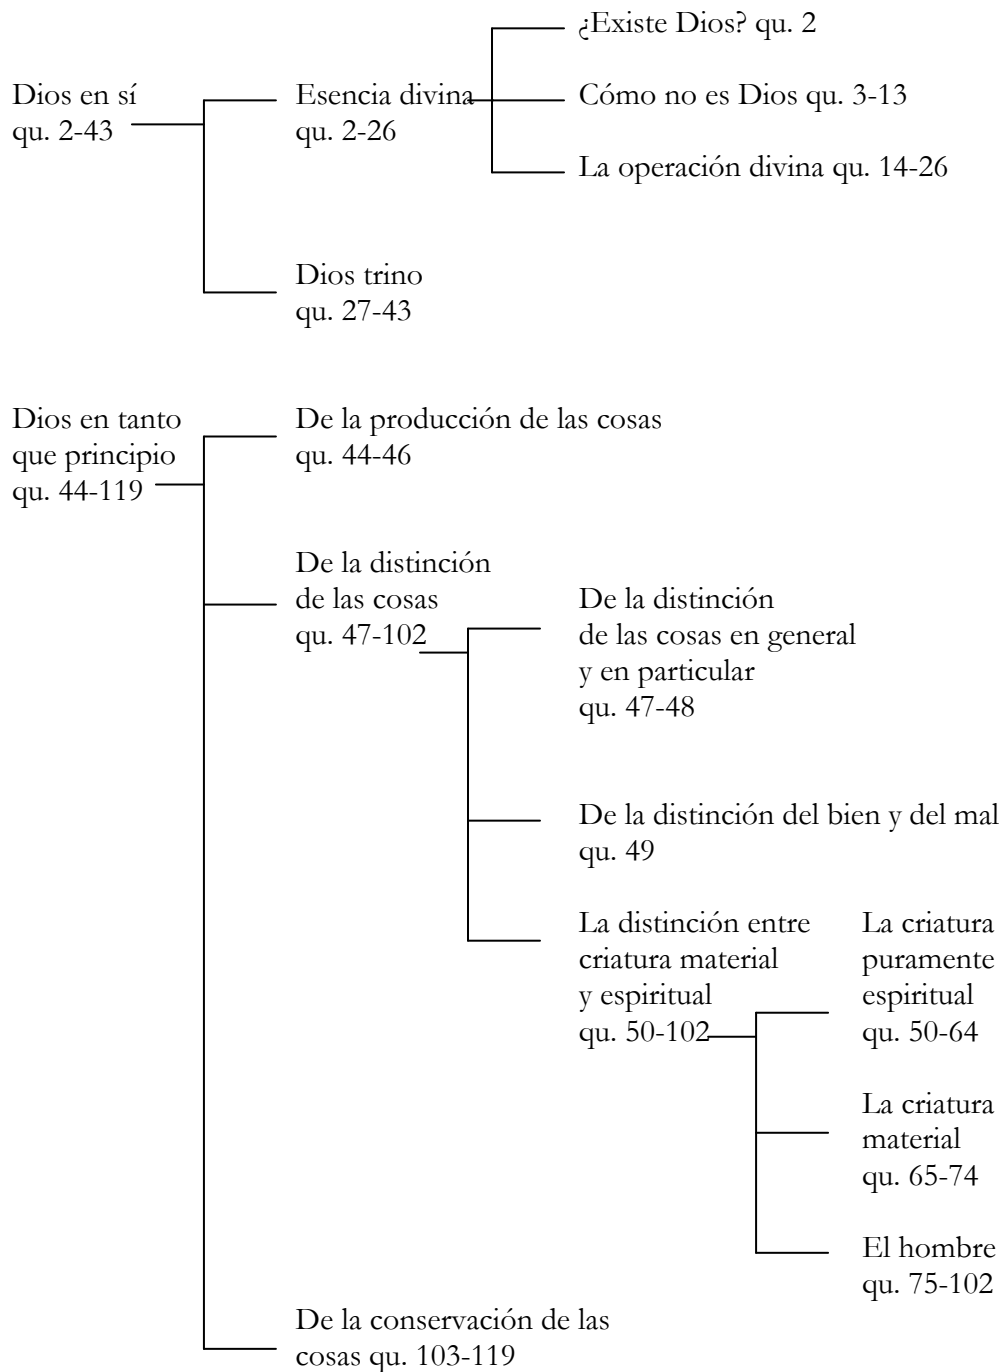 ¿Existe Dios? qu. 2
Dios en sí
qu. 2-43
Esencia divina
qu. 2-26
Cómo no es Dios qu. 3-13
La operación divina qu. 14-26
Dios trino
qu. 27-43
Dios en tanto
que principio
qu. 44-119
De la producción de las cosas
qu. 44-46
De la distinción
de las cosas
qu. 47-102
De la distinción
de las cosas en general
y en particular
qu. 47-48
De la distinción del bien y del mal
qu. 49
La distinción entre
criatura material
y espiritual
qu. 50-102
La criatura
puramente
espiritual
qu. 50-64
La criatura
material
qu. 65-74
El hombre
qu. 75-102
De la conservación de las
cosas qu. 103-119